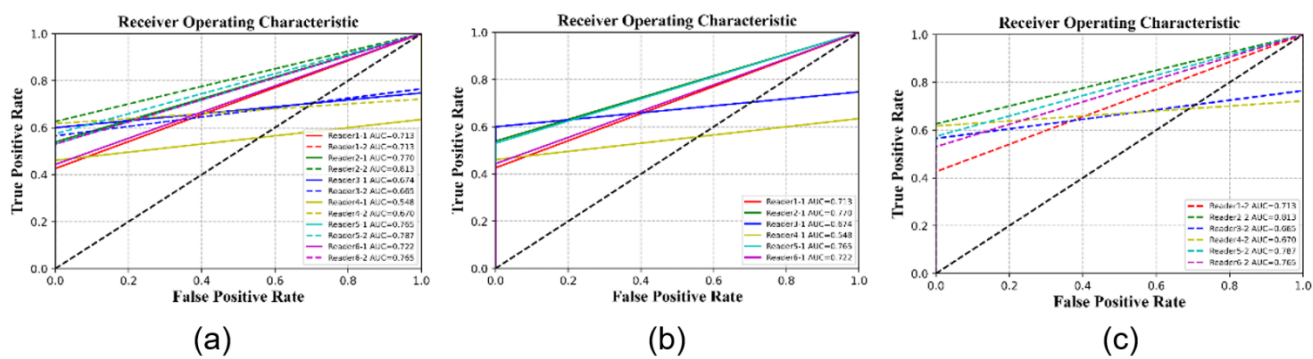 Receiver Operating Characteristic
True Positive Rate
1.0
0.8
0.6
0.4
0.2
0.0
Reader1-1 AUC=0.713
Reader1-2 AUC=0.713
Reader2-1 AUC=0.770
Reader2-2 AUC=0.813
Reader3-1 AUC=0.674
Reader3-2 AUC=0.665
Reader4-1 AUC=0.548
Reader4-2 AUC=0.670
Reader5-1 AUC=0.765
Reader5-2 AUC=0.787
Reader6-1 AUC=0.722
Reader6-2 AUC=0.765
0.0 0.2 0.4 0.6 0.8 1.0
False Positive Rate
(a)
Receiver Operating Characteristic
True Positive Rate
1.0
0.8
0.6
0.4
0.2
0.0
Reader1-1 AUC=0.713
Reader2-1 AUC=0.770
Reader3-1 AUC=0.674
Reader4-1 AUC=0.548
Reader5-1 AUC=0.765
Reader6-1 AUC=0.722
0.0 0.2 0.4 0.6 0.8 1.0
False Positive Rate
(b)
Receiver Operating Characteristic
True Positive Rate
1.0
0.8
0.6
0.4
0.2
0.0
Reader1-2 AUC=0.713
Reader2-2 AUC=0.813
Reader3-2 AUC=0.665
Reader4-2 AUC=0.670
Reader5-2 AUC=0.787
Reader6-2 AUC=0.765
0.0 0.2 0.4 0.6 0.8 1.0
False Positive Rate
(c)